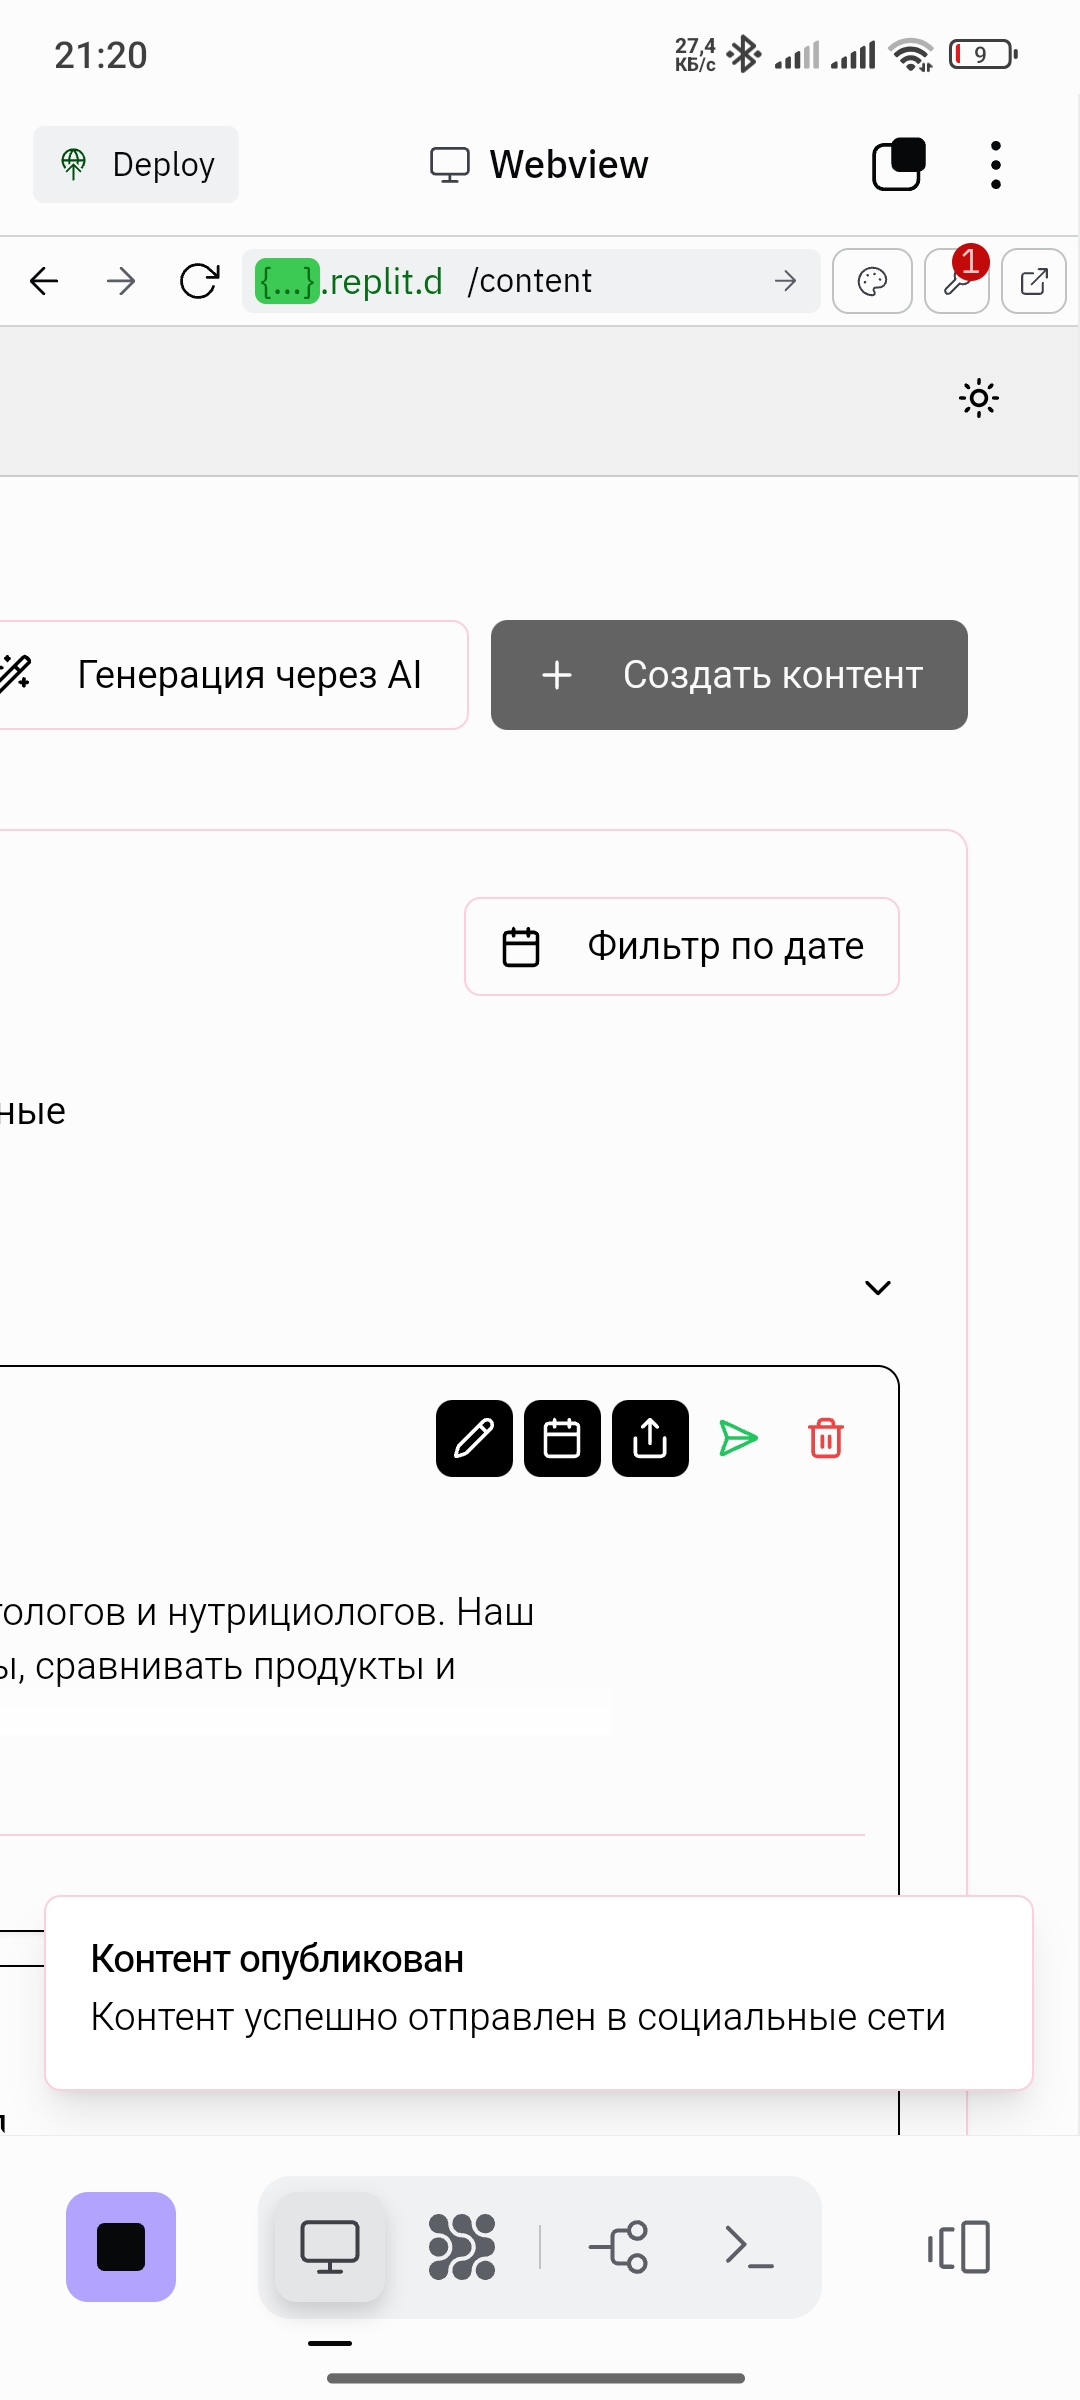 21:20
27,4
КБ/с
9
Deploy
Webview
{...}.replit.d /content
1
Генерация через AI
Создать контент
Фильтр по дате
ные
ологов и нутрициологов. Наш
ы, сравнивать продукты и
Контент опубликован
Контент успешно отправлен в социальные сети